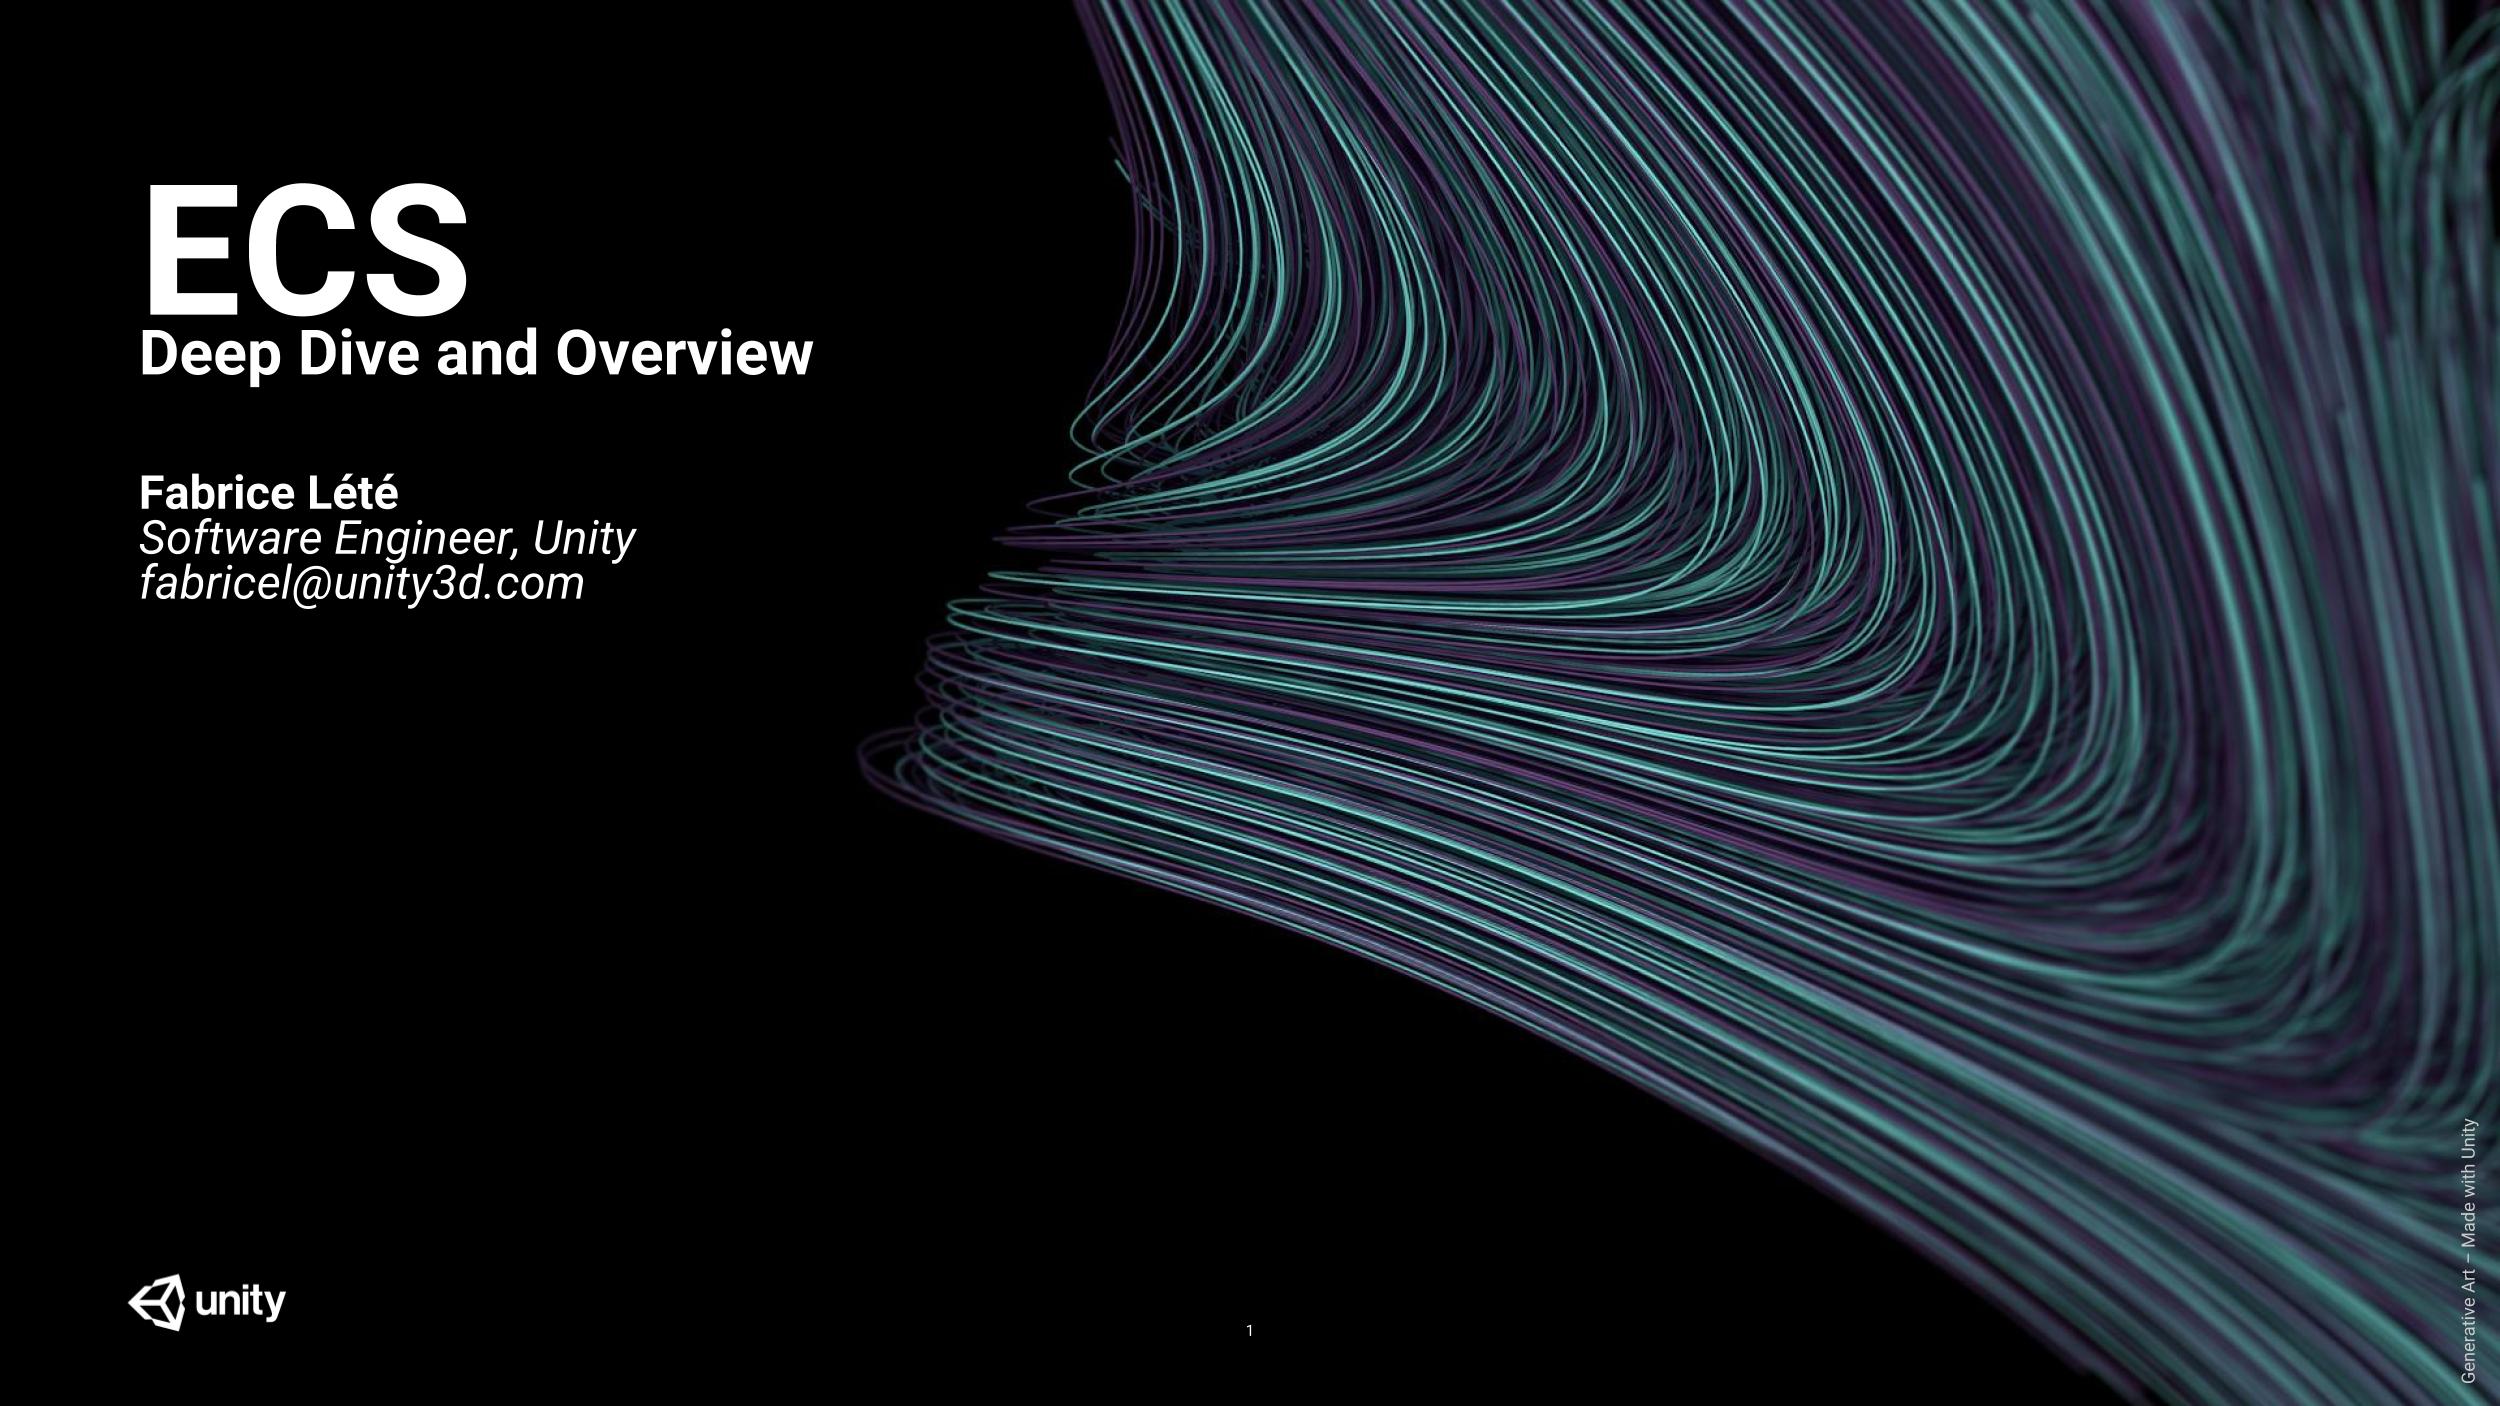 ECS
Deep Dive and Overview
Fabrice Lété
Software Engineer, Unity
fabricel@unity3d.com
unity
1
Generative Art – Made with Unity